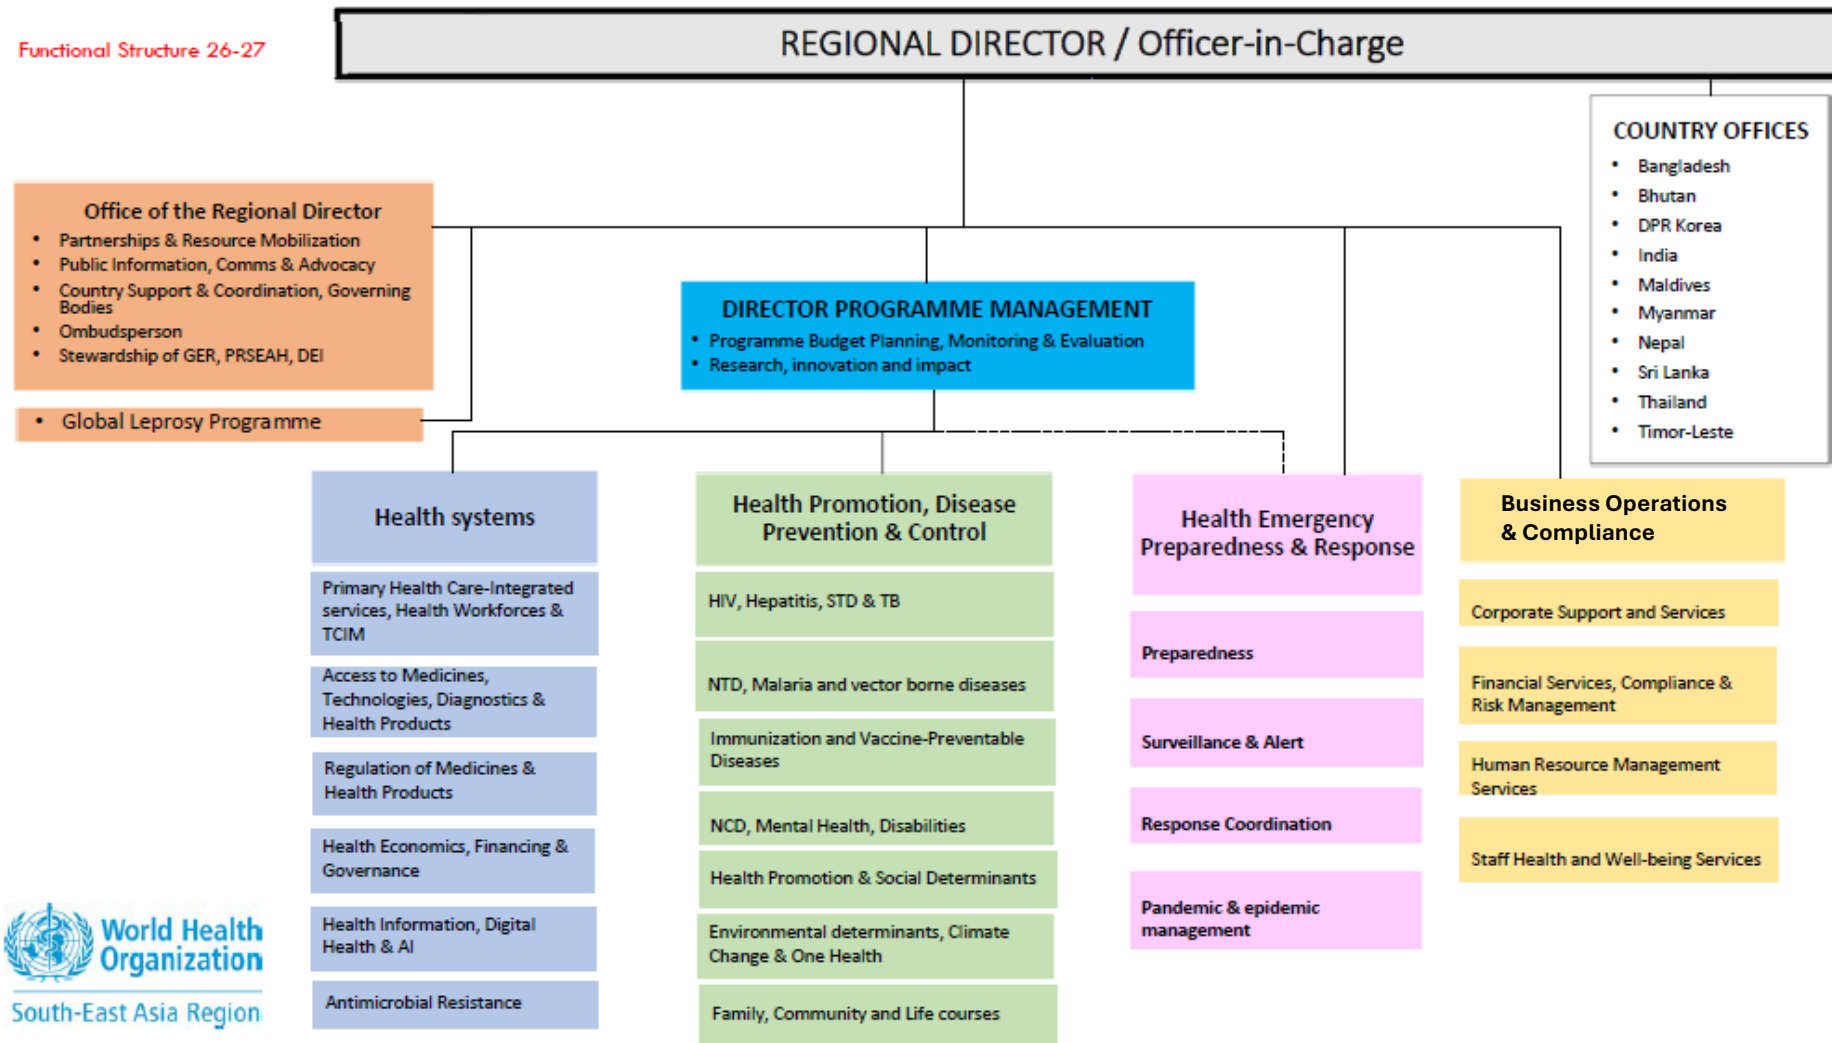 Functional Structure 26-27
REGIONAL DIRECTOR / Officer-in-Charge
COUNTRY OFFICES
• Bangladesh
• Bhutan
• DPR Korea
• India
• Maldives
• Myanmar
• Nepal
• Sri Lanka
• Thailand
• Timor-Leste
Office of the Regional Director
• Partnerships & Resource Mobilization
• Public Information, Comms & Advocacy
• Country Support & Coordination, Governing
Bodies
• Ombudsperson
• Stewardship of GER, PRSEAH, DEI
• Global Leprosy Programme
DIRECTOR PROGRAMME MANAGEMENT
• Programme Budget Planning, Monitoring & Evaluation
• Research, innovation and impact
Health systems
Primary Health Care-Integrated
services, Health Workforces &
TCIM
Access to Medicines,
Technologies, Diagnostics &
Health Products
Regulation of Medicines &
Health Products
Health Economics, Financing &
Governance
Health Information, Digital
Health & AI
Antimicrobial Resistance
Health Promotion, Disease
Prevention & Control
HIV, Hepatitis, STD & TB
NTD, Malaria and vector borne diseases
Immunization and Vaccine-Preventable
Diseases
NCD, Mental Health, Disabilities
Health Promotion & Social Determinants
Environmental determinants, Climate
Change & One Health
Family, Community and Life courses
Health Emergency
Preparedness & Response
Preparedness
Surveillance & Alert
Response Coordination
Pandemic & epidemic
management
Business Operations
& Compliance
Corporate Support and Services
Financial Services, Compliance &
Risk Management
Human Resource Management
Services
Staff Health and Well-being Services
World Health
Organization
South-East Asia Region